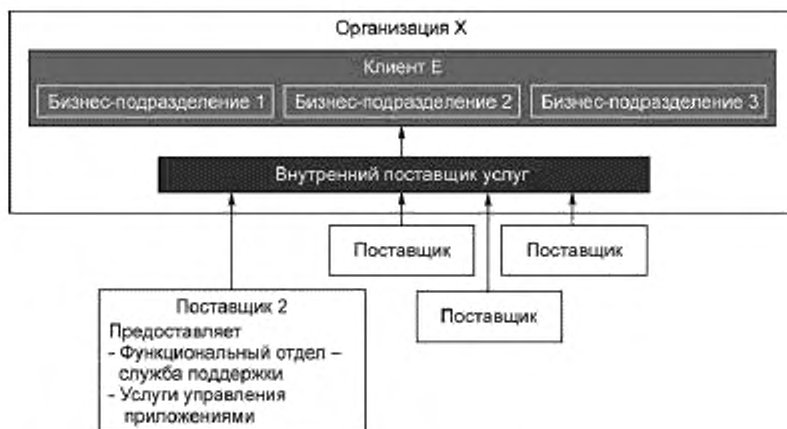 Организация X
Клиент E
Бизнес-подразделение 1
Бизнес-подразделение 2
Бизнес-подразделение 3
Внутренний поставщик услуг
Поставщик
Поставщик
Поставщик
Поставщик 2
Предоставляет
- Функциональный отдел –
служба поддержки
- Услуги управления
приложениями